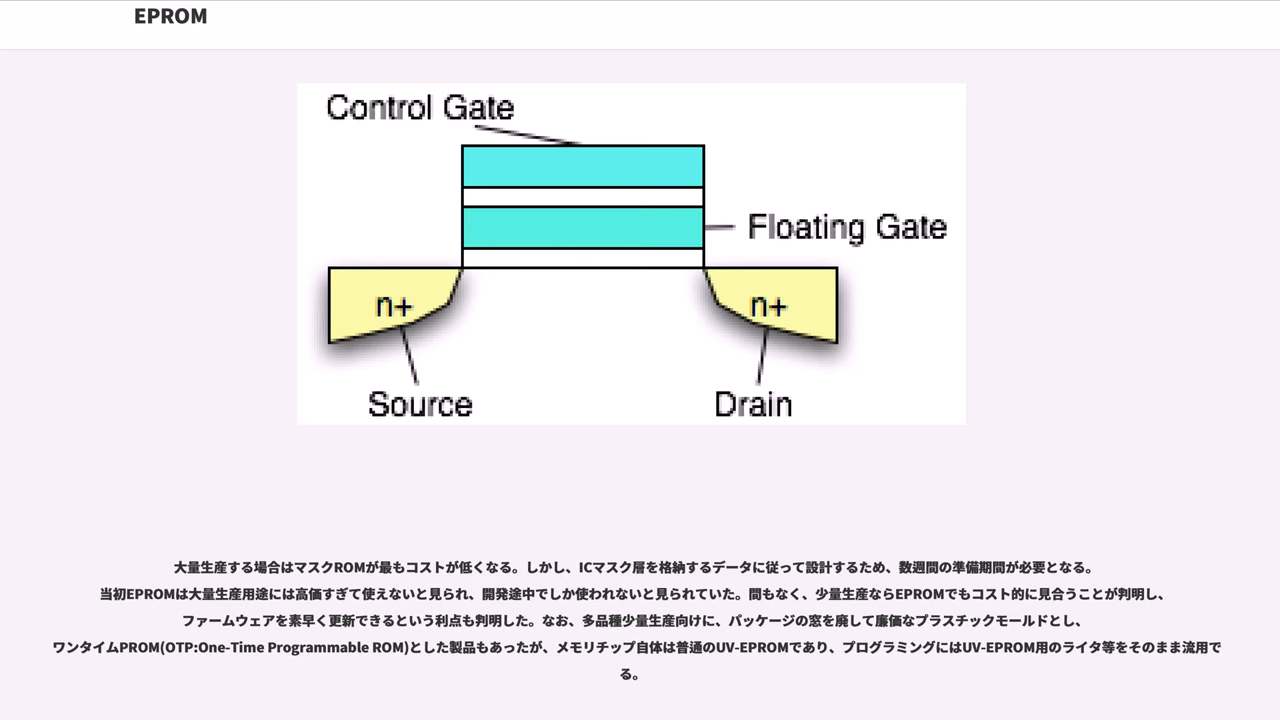 EPROM
Control Gate
Floating Gate
n+
n+
Source
Drain
大量生産する場合はマスクROMが最もコストが低くなる。しかし、ICマスク層を格納するデータに従って設計するため、数週間の準備期間が必要となる。
当初EPROMは大量生産用途には高価すぎて使えないと見られ、開発途中でしか使われないと見られていた。間もなく、少量生産ならEPROMでもコスト的に見合うことが判明し、
ファームウェアを素早く更新できるという利点も判明した。なお、多品種少量生産向けに、パッケージの窓を廃して廉価なプラスチックモールドとし、
ワンタイムPROM(OTP:One-Time Programmable ROM)とした製品もあったが、メモリチップ自体は普通のUV-EPROMであり、プログラミングにはUV-EPROM用のライタ等をそのまま流用で
る。